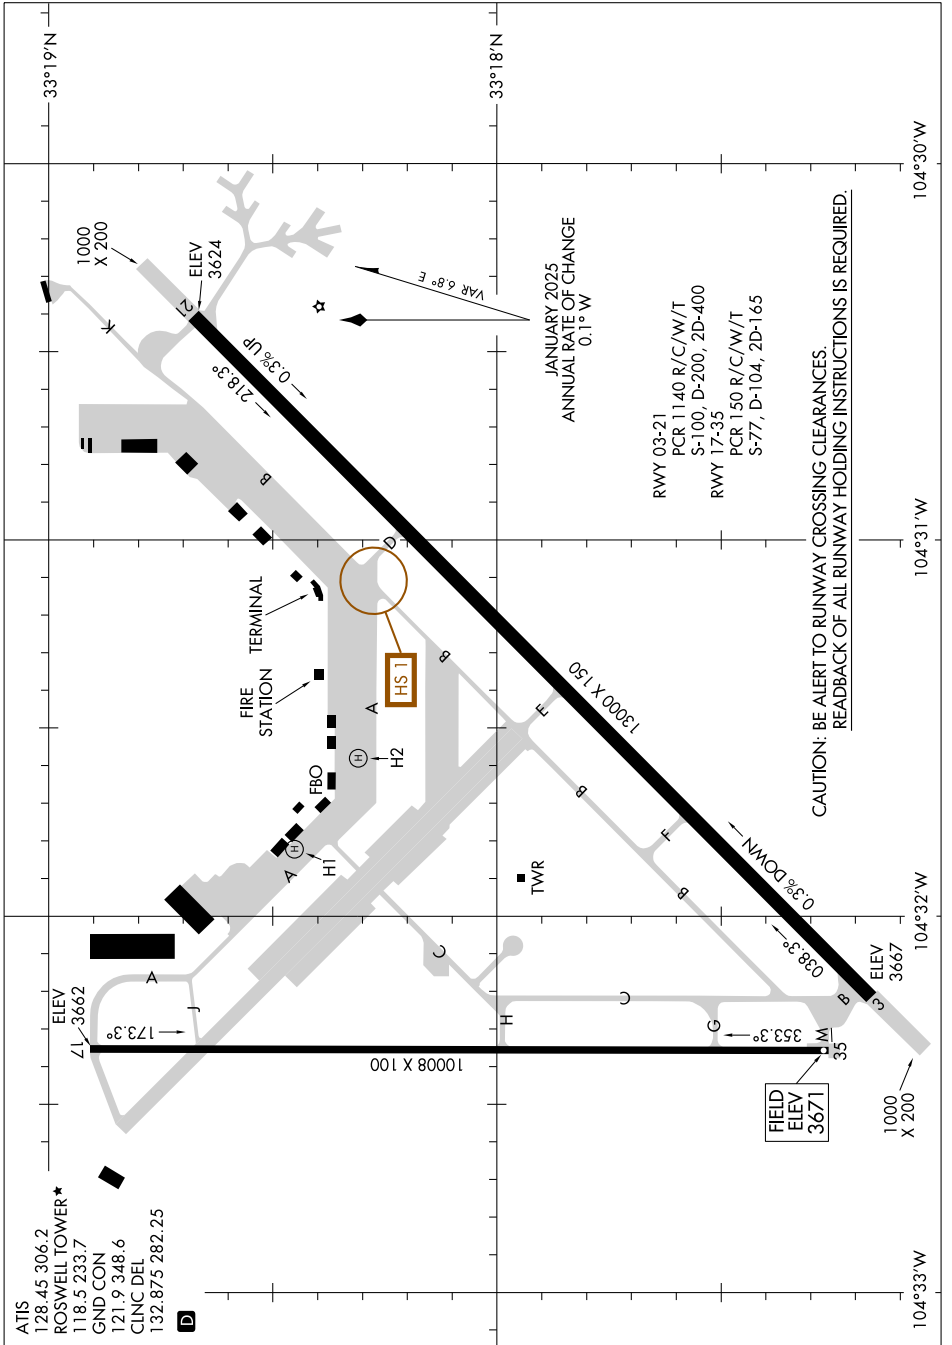 ATIS
128.45 306.2
ROSWELL TOWER★
118.5 233.7
GND CON
121.9 348.6
CLNC DEL
132.875 282.25
D
33°19'N
33°18'N
104°30'W
104°31'W
104°32'W
104°33'W
1000
X 200
ELEV
3624
K
21
218.3°
0.3% UP
VAR 6.8° E
JANUARY 2025
ANNUAL RATE OF CHANGE
0.1° W
RWY 03-21
PCR 1140 R/C/W/T
S-100, D-200, 2D-400
RWY 17-35
PCR 150 R/C/W/T
S-77, D-104, 2D-165
CAUTION: BE ALERT TO RUNWAY CROSSING CLEARANCES.
READBACK OF ALL RUNWAY HOLDING INSTRUCTIONS IS REQUIRED.
B
D
TERMINAL
HS 1
FIRE
STATION
A
B
H
H2
FBO
H
H1
A
E
13000 X 150
B
F
B
TWR
0.3% DOWN
038.3°
ELEV
3667
B
3
C
C
H
G
A
J
ELEV
3662
17
173.3°
10008 X 100
353.3°
W
35
FIELD
ELEV
3671
1000
X 200